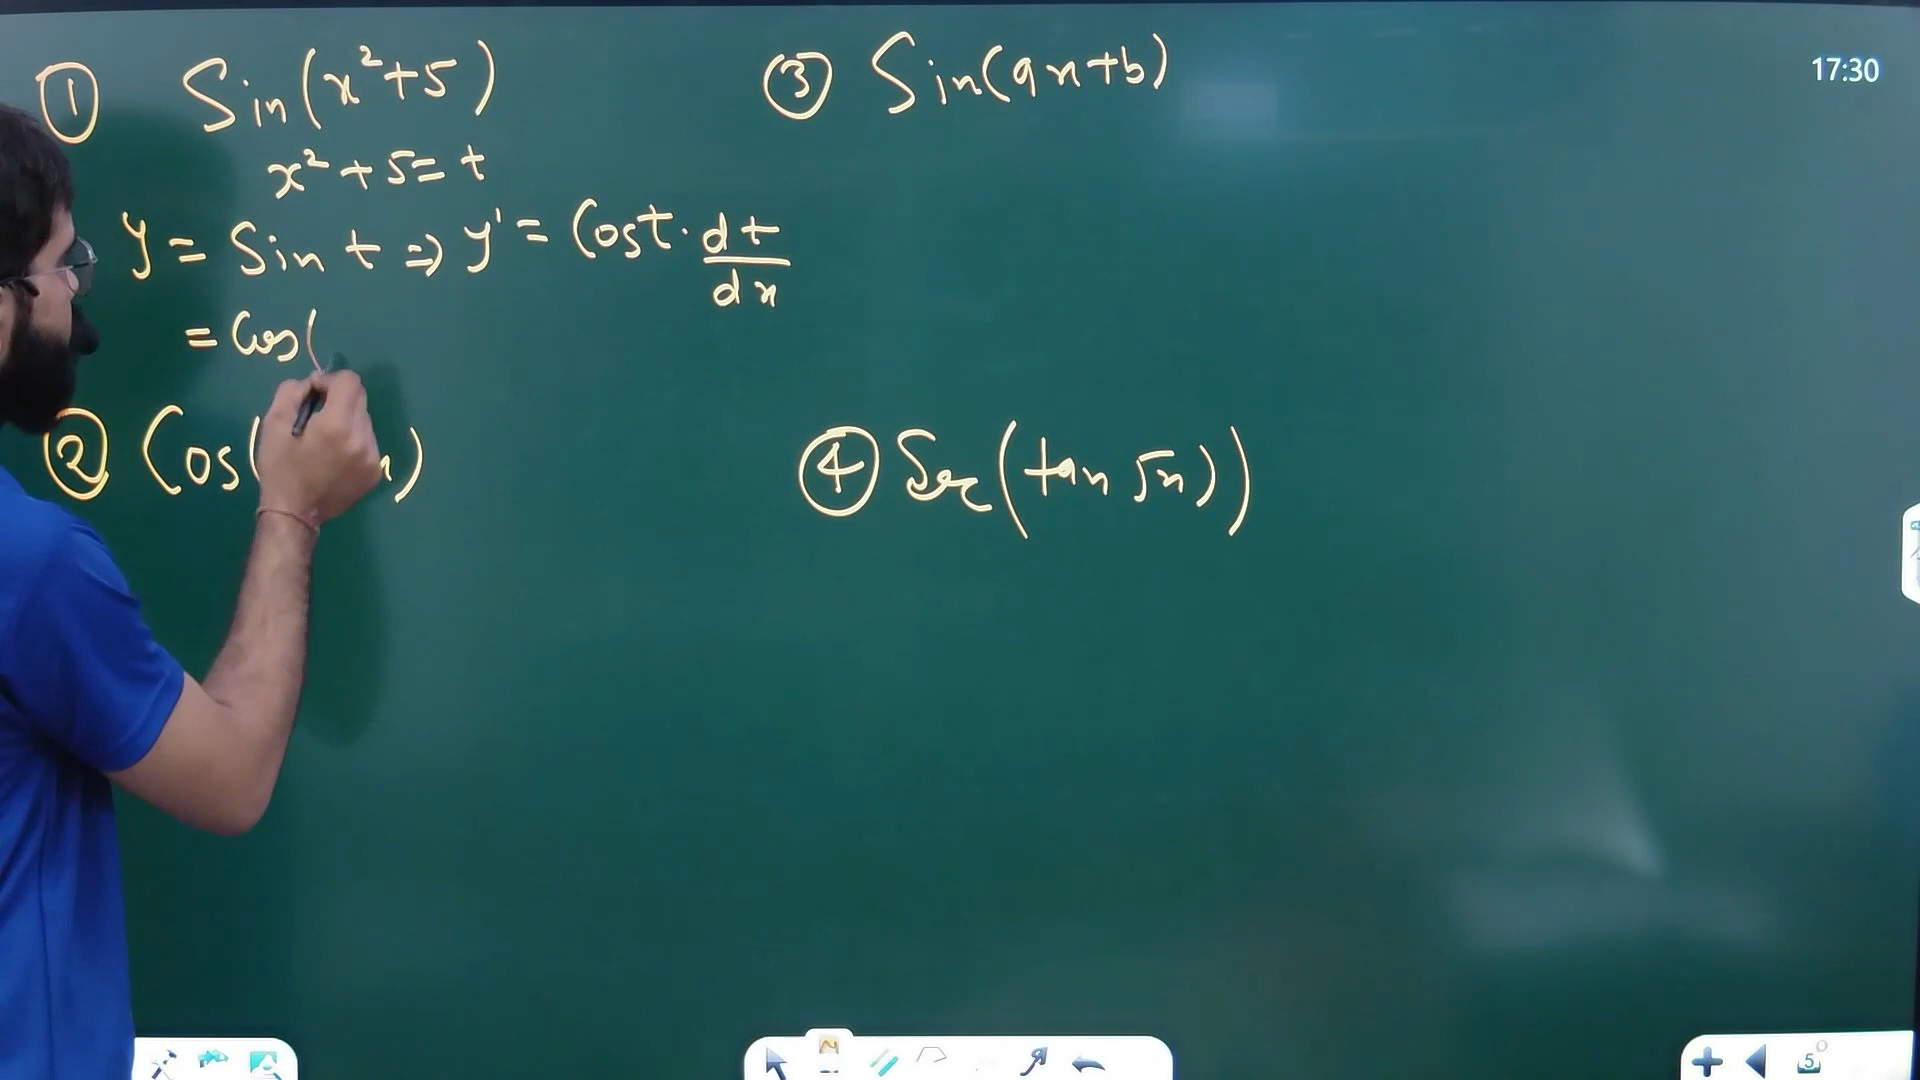 ① Sin(x²+5)
x²+5=t
y = Sin t ⇒ y' = Cost. dt/dx
= Cos(
② Cos( )
③ Sin(ax+b)
④ Sec(tan √x))
17:30
5